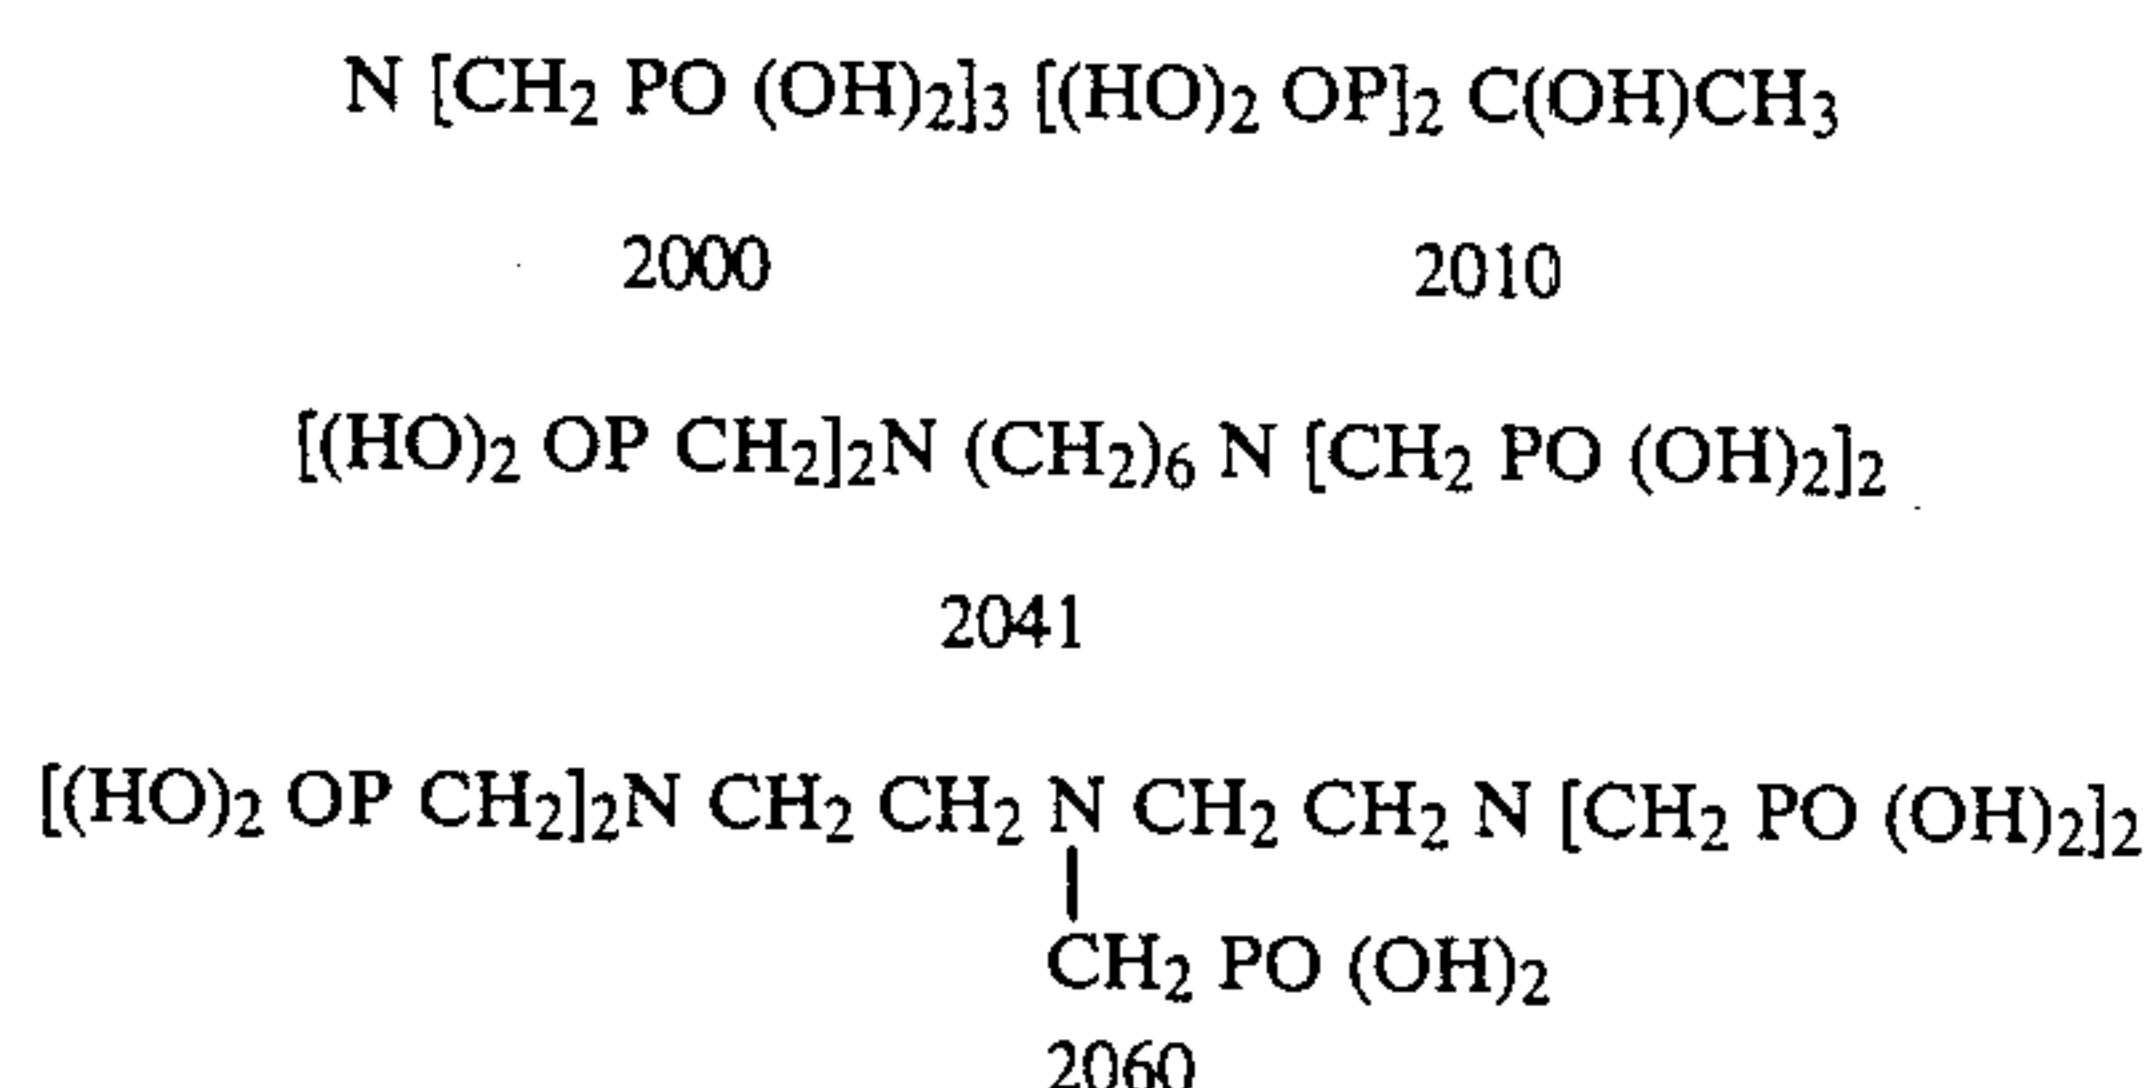 N [CH₂ PO (OH)₂]₃ [(HO)₂ OP]₂ C(OH)CH₃
2000 2010
[(HO)₂ OP CH₂]₂N (CH₂)₆ N [CH₂ PO (OH)₂]₂
2041
[(HO)₂ OP CH₂]₂N CH₂ CH₂ N CH₂ CH₂ N [CH₂ PO (OH)₂]₂
CH₂ PO (OH)₂
2060